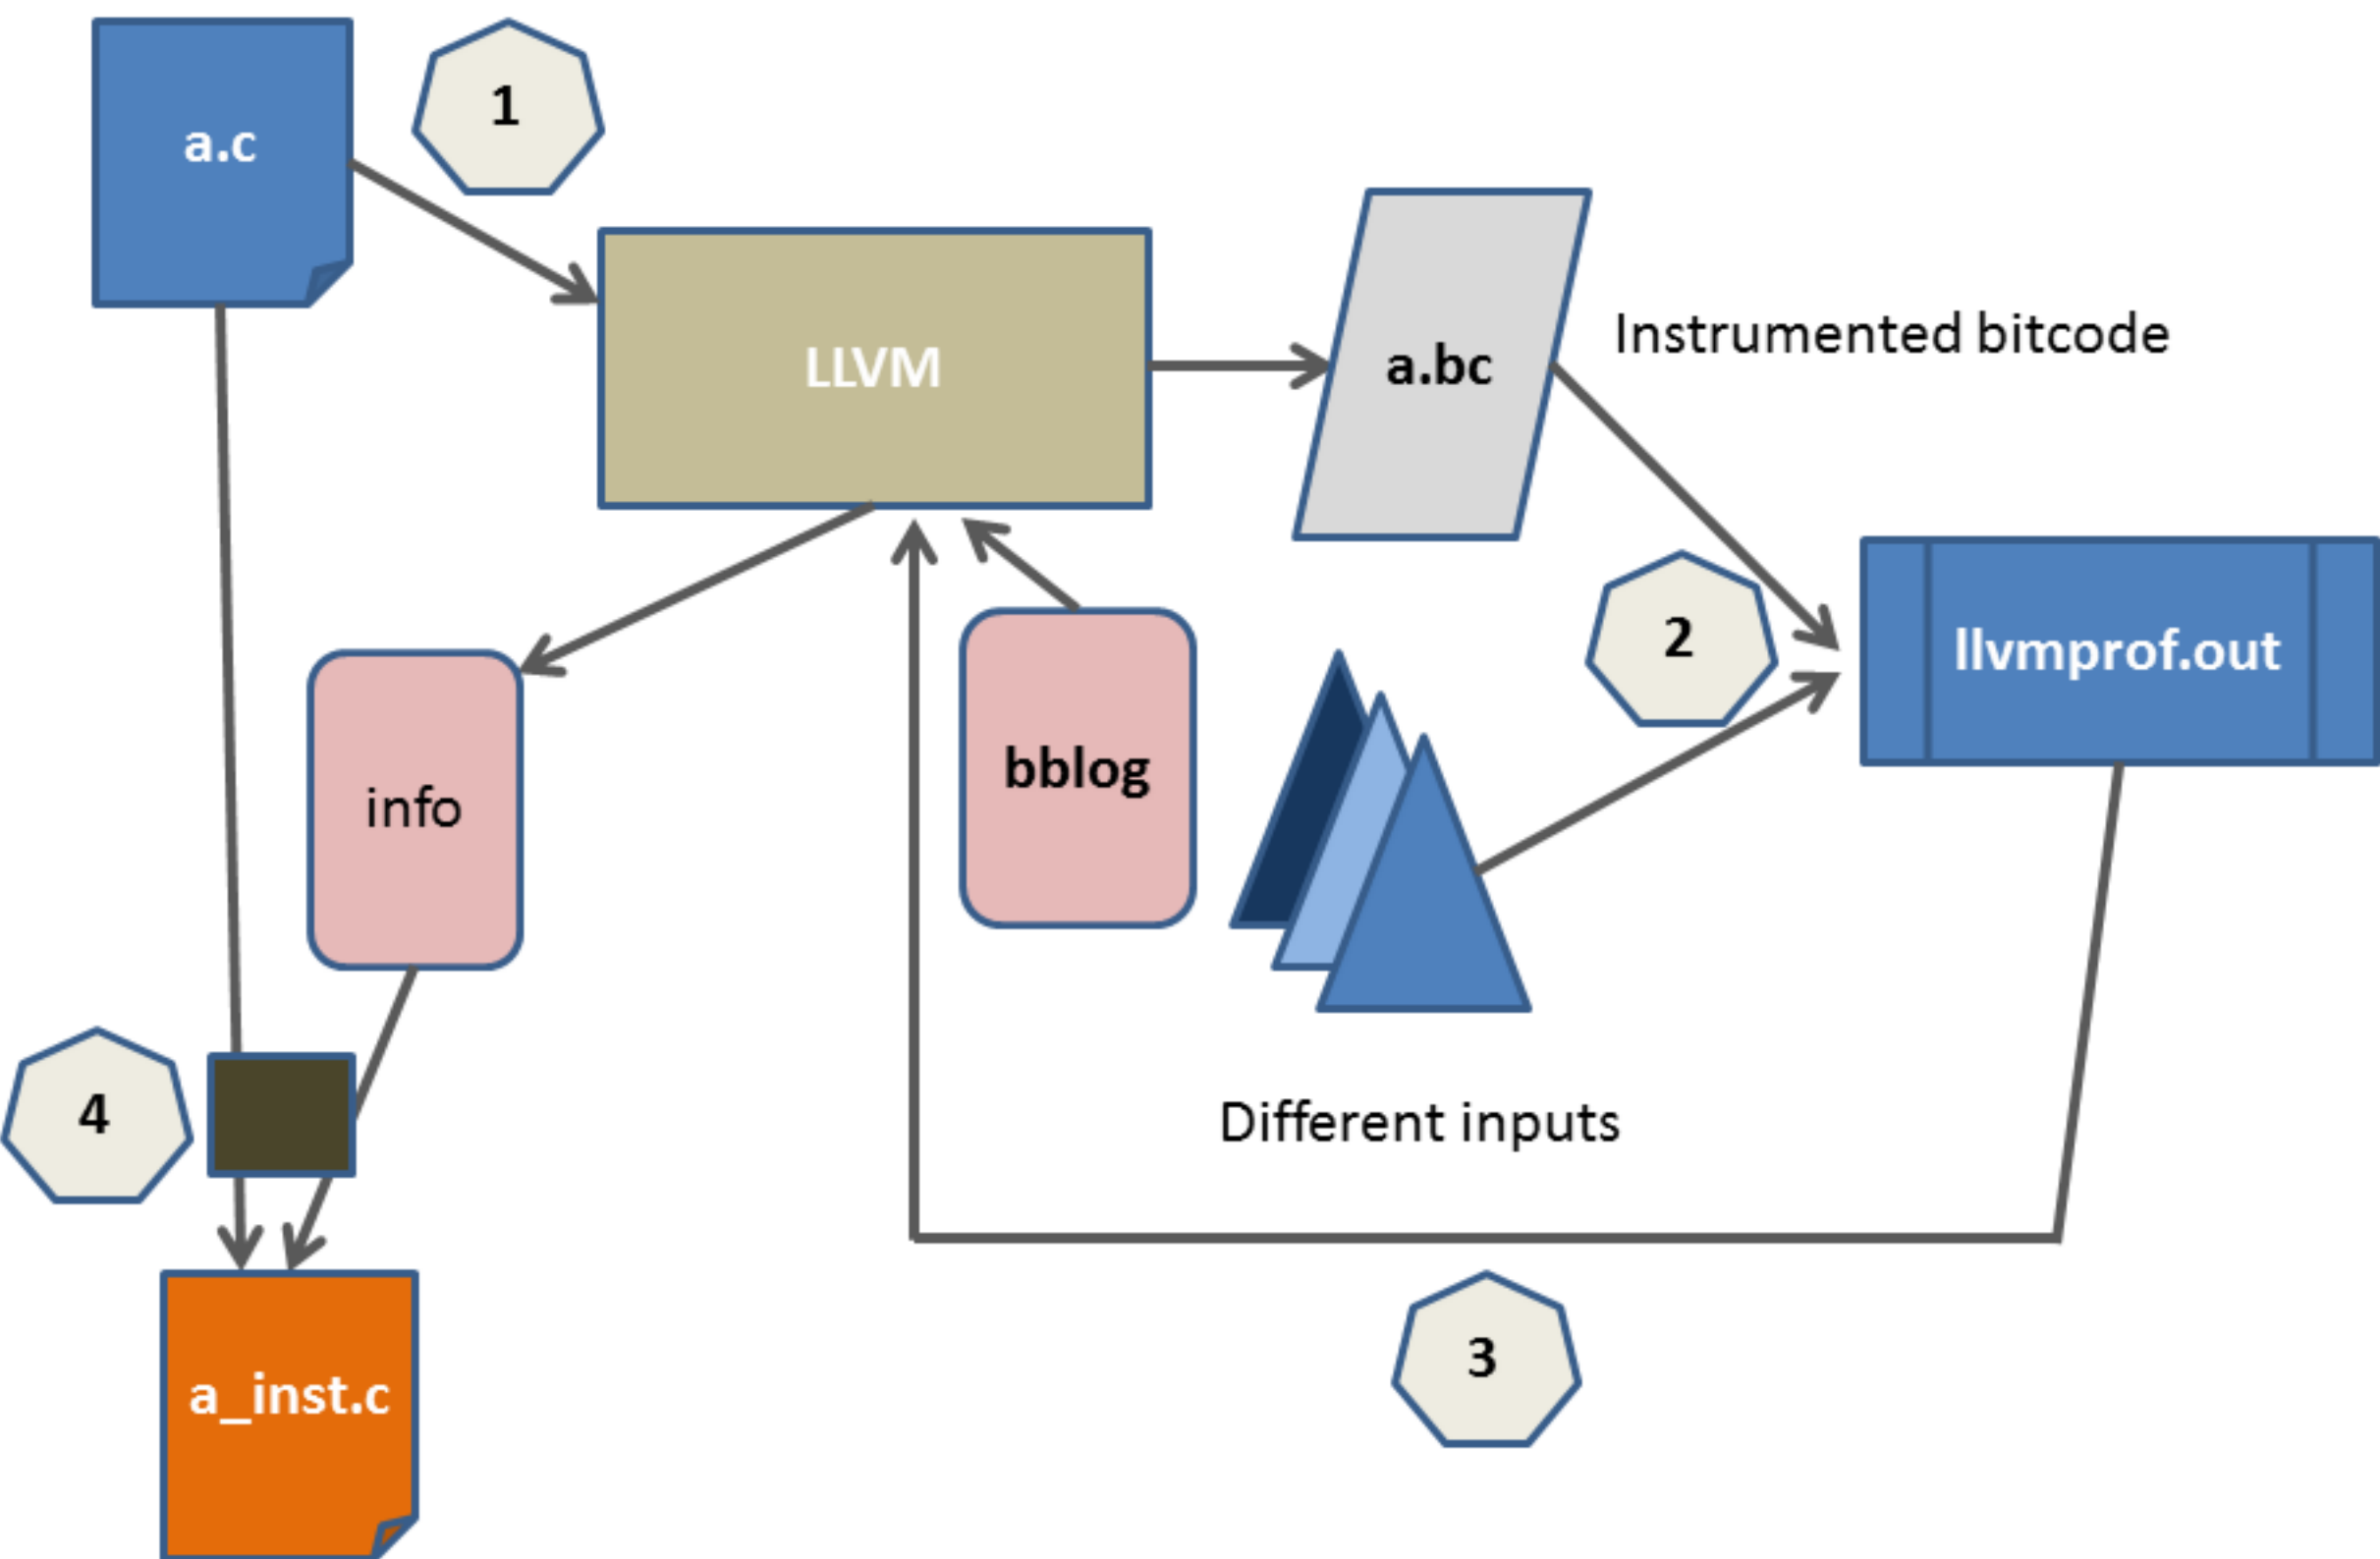 a.c
1
LLVM
a.bc
Instrumented bitcode
2
llvmprof.out
bblog
info
Different inputs
4
3
a_inst.c